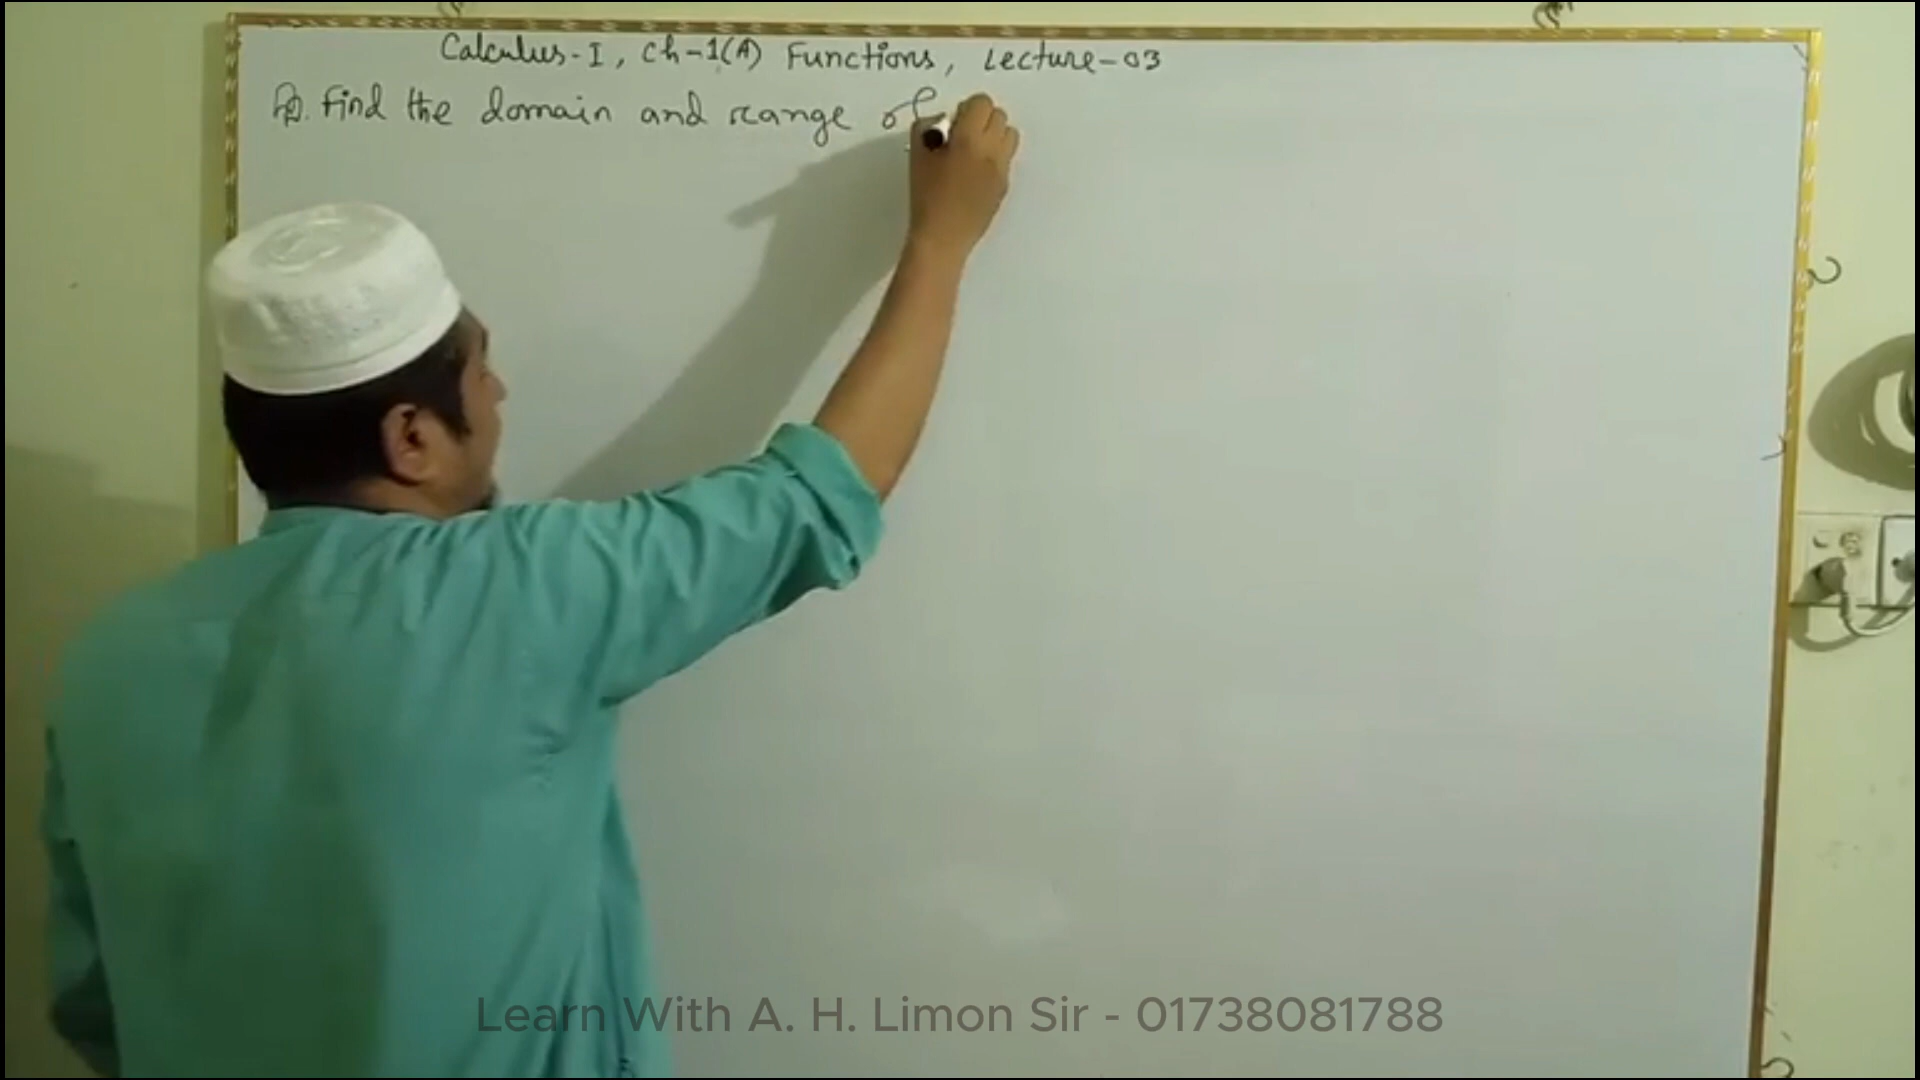 Calculus-I, Ch-1(A) Functions, Lecture-03
Find the domain and range of
Learn With A. H. Limon Sir - 01738081788